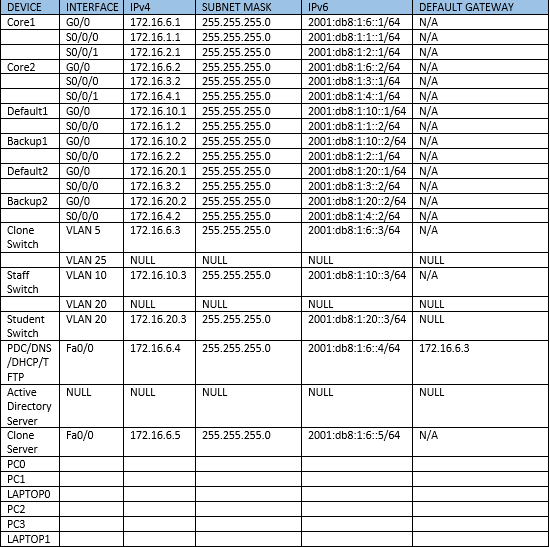 DEVICE INTERFACE IPv4 SUBNET MASK IPv6 DEFAULT GATEWAY
Core1 G0/0 172.16.6.1 255.255.255.0 2001:db8:1:6::1/64 N/A
S0/0/0 172.16.1.1 255.255.255.0 2001:db8:1:1::1/64 N/A
S0/0/1 172.16.2.1 255.255.255.0 2001:db8:1:2::1/64 N/A
Core2 G0/0 172.16.6.2 255.255.255.0 2001:db8:1:6::2/64 N/A
S0/0/0 172.16.3.2 255.255.255.0 2001:db8:1:3::1/64 N/A
S0/0/1 172.16.4.1 255.255.255.0 2001:db8:1:4::1/64 N/A
Default1 G0/0 172.16.10.1 255.255.255.0 2001:db8:1:10::1/64 N/A
S0/0/0 172.16.1.2 255.255.255.0 2001:db8:1:1::2/64 N/A
Backup1 G0/0 172.16.10.2 255.255.255.0 2001:db8:1:10::2/64 N/A
S0/0/0 172.16.2.2 255.255.255.0 2001:db8:1:2::1/64 N/A
Default2 G0/0 172.16.20.1 255.255.255.0 2001:db8:1:20::1/64 N/A
S0/0/0 172.16.3.2 255.255.255.0 2001:db8:1:3::2/64 N/A
Backup2 G0/0 172.16.20.2 255.255.255.0 2001:db8:1:20::2/64 N/A
S0/0/0 172.16.4.2 255.255.255.0 2001:db8:1:4::2/64 N/A
Clone VLAN 5 172.16.6.3 255.255.255.0 2001:db8:1:6::3/64 N/A
Switch
VLAN 25 NULL NULL NULL NULL
Staff VLAN 10 172.16.10.3 255.255.255.0 2001:db8:1:10::3/64 N/A
Switch
VLAN 20 NULL NULL NULL NULL
Student VLAN 20 172.16.20.3 255.255.255.0 2001:db8:1:20::3/64 NULL
Switch
PDC/DNS Fa0/0 172.16.6.4 255.255.255.0 2001:db8:1:6::4/64 172.16.6.3
/DHCP/T
FTP
Active NULL NULL NULL NULL NULL
Directory
Server
Clone Fa0/0 172.16.6.5 255.255.255.0 2001:db8:1:6::5/64 N/A
Server
PC0
PC1
LAPTOP0
PC2
PC3
LAPTOP1